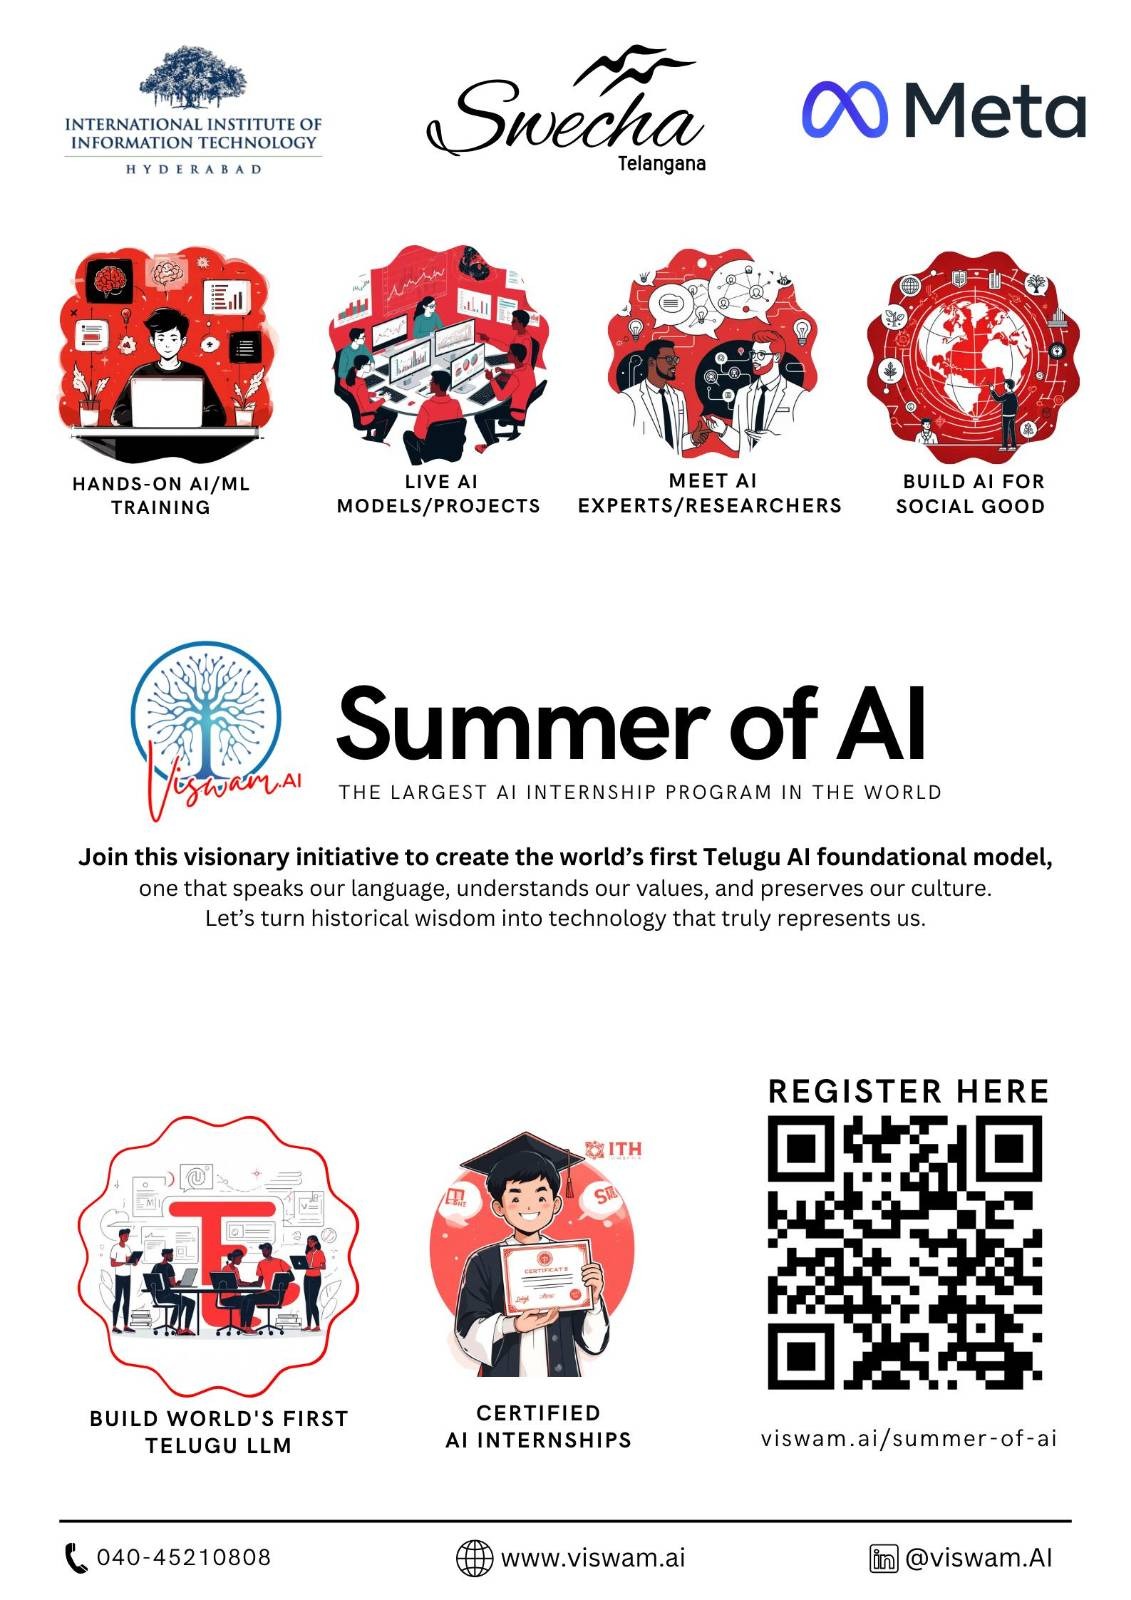 INTERNATIONAL INSTITUTE OF
INFORMATION TECHNOLOGY
HYDERABAD
Swecha
Telangana
Meta
HANDS-ON AI/ML
TRAINING
LIVE AI
MODELS/PROJECTS
MEET AI
EXPERTS/RESEARCHERS
BUILD AI FOR
SOCIAL GOOD
Viswam.AI
Summer of AI
THE LARGEST AI INTERNSHIP PROGRAM IN THE WORLD
Join this visionary initiative to create the world's first Telugu AI foundational model,
one that speaks our language, understands our values, and preserves our culture.
Let's turn historical wisdom into technology that truly represents us.
REGISTER HERE
ITH
BUILD WORLD'S FIRST
TELUGU LLM
CERTIFIED
AI INTERNSHIPS
viswam.ai/summer-of-ai
040-45210808
www.viswam.ai
@viswam.AI